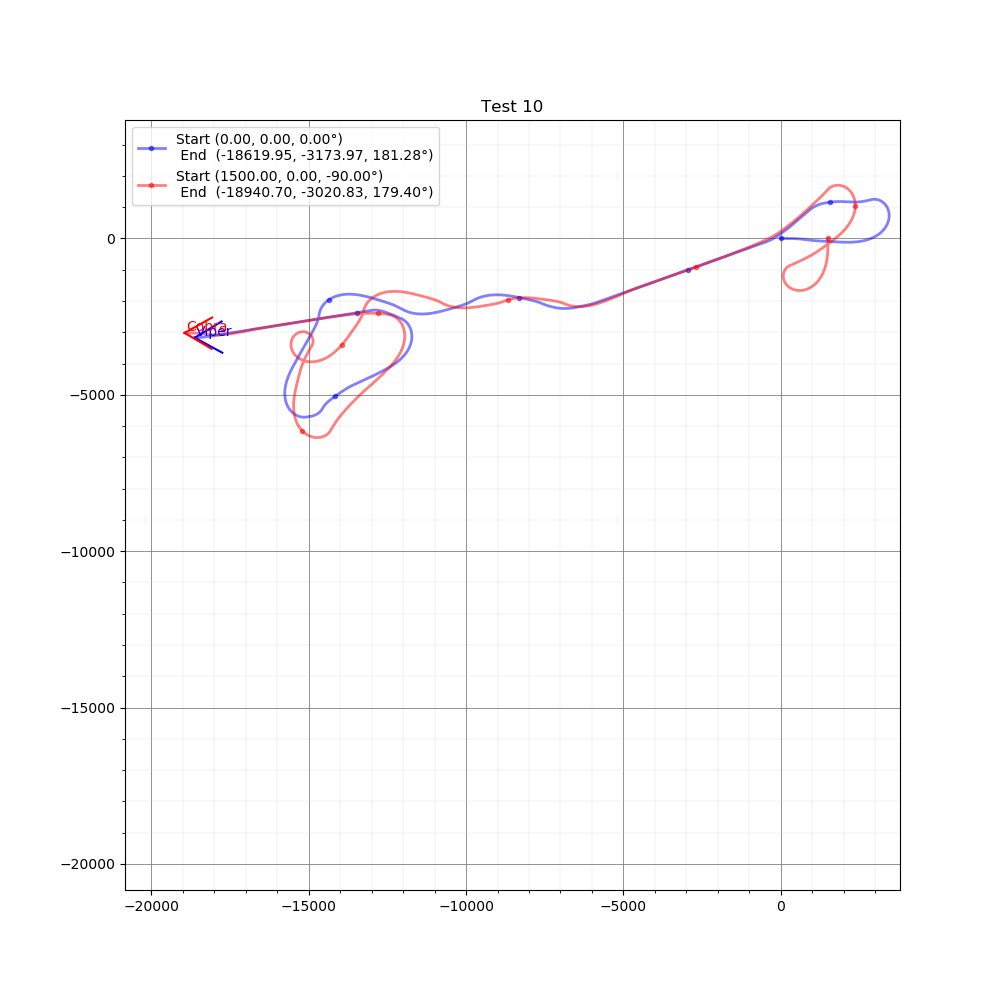 Test 10
Start (0.00, 0.00, 0.00°)
End (-18619.95, -3173.97, 181.28°)
Start (1500.00, 0.00, -90.00°)
End (-18940.70, -3020.83, 179.40°)
0
−5000
−10000
−15000
−20000
−20000 −15000 −10000 −5000 0